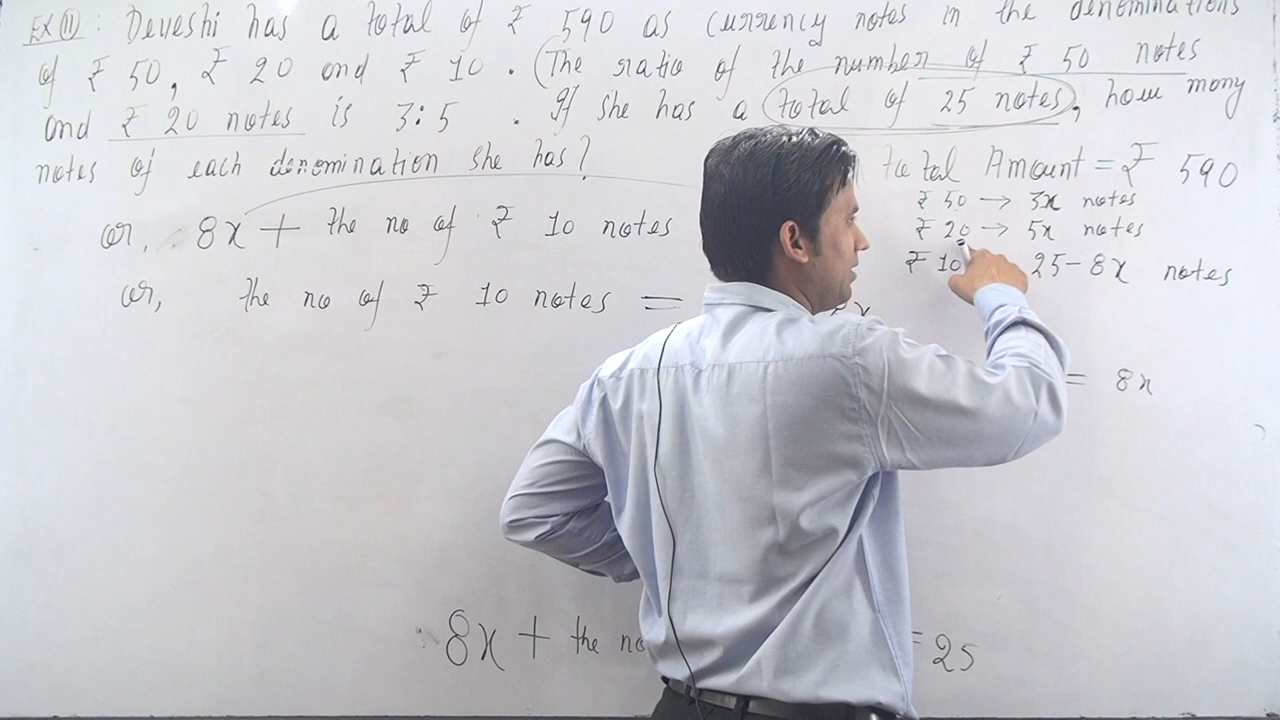 Ex (11) : Deveshi has a total of ₹ 590 as currency notes in the denominations
of ₹ 50, ₹ 20 and ₹ 10. (The ratio of the number of ₹ 50 notes
and ₹ 20 notes is 3:5. If she has a total of 25 notes, how many
notes of each denomination she has?
total Amount = ₹ 590
₹ 50 → 3x notes
₹ 20 → 5x notes
₹ 10 25-8x notes
or, 8x + the no of ₹ 10 notes
or, the no of ₹ 10 notes =
= 8x
8x + the no = 25